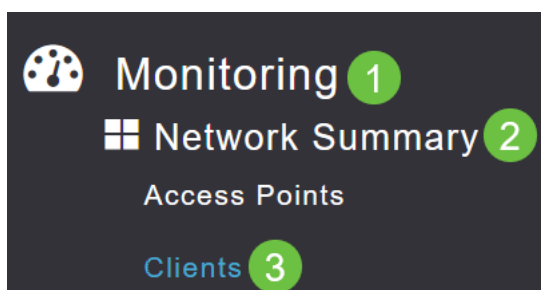 Monitoring 1
Network Summary 2
Access Points
Clients 3